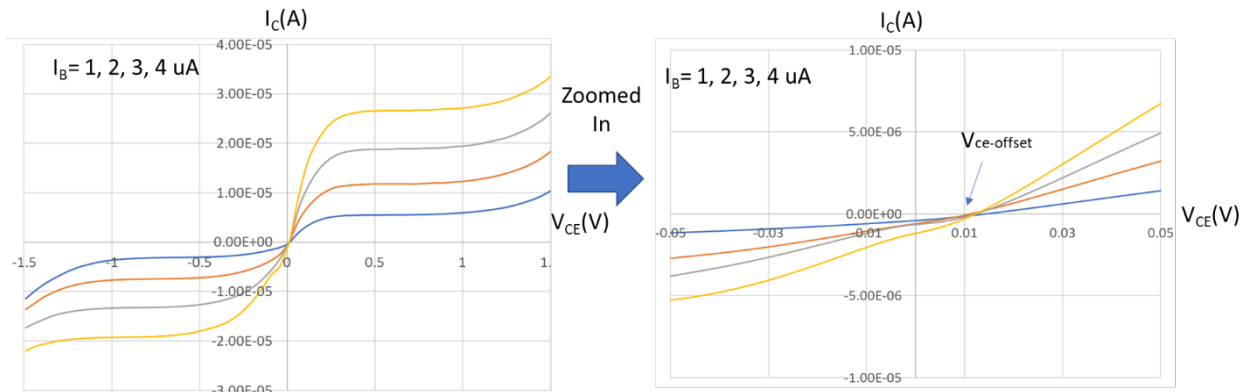 I_C(A)
4.00E-05
I_B= 1, 2, 3, 4 uA
3.00E-05
2.00E-05
1.00E-05
V_CE(V)
0.00E+00
-1.5
-1
-0.5
0
0.5
1
1.
-1.00E-05
-2.00E-05
-3.00E-05
Zoomed
In
I_C(A)
1.00E-05
I_B= 1, 2, 3, 4 uA
5.00E-06
V_ce-offset
0.00E+00
V_CE(V)
-0.05
-0.03
-0.01
0.01
0.03
0.05
-5.00E-06
-1.00E-05